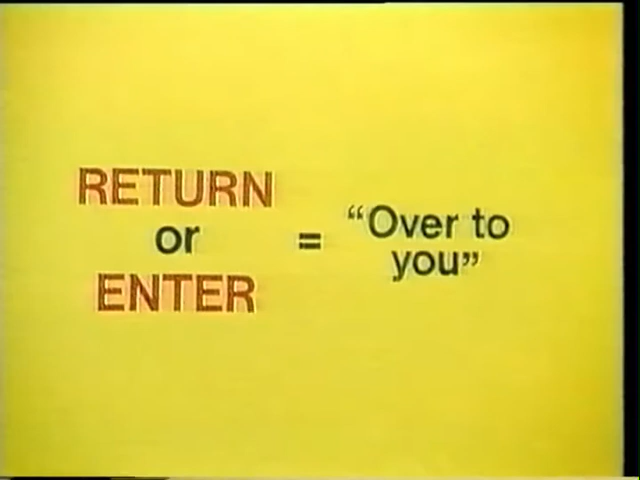 RETURN
or
ENTER
=
“Over to
you”